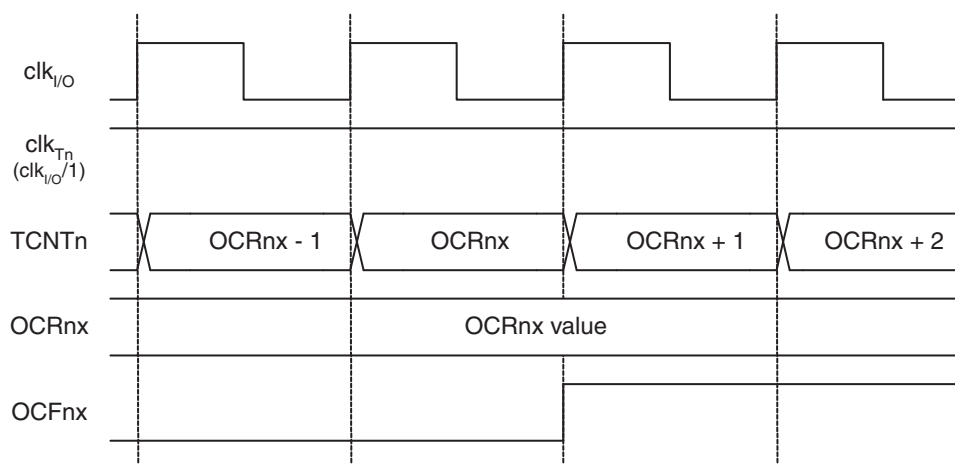 clkI/O
clkTn
(clkI/O/1)
TCNTn OCRnx - 1 OCRnx OCRnx + 1 OCRnx + 2
OCRnx OCRnx value
OCFnx